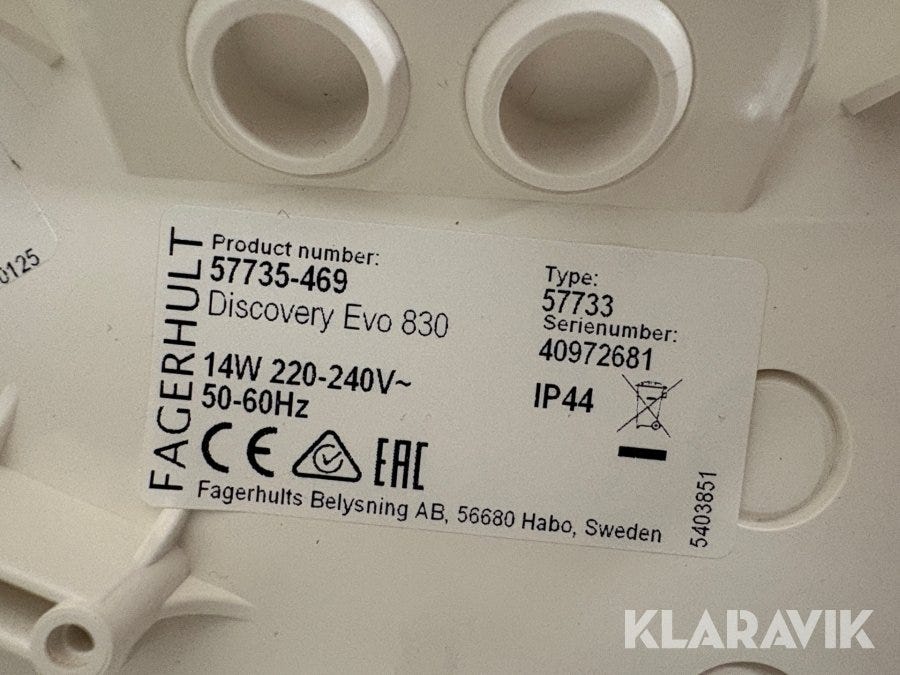 FAGERHULT
Product number:
57735-469
Discovery Evo 830
14W 220-240V~
50-60Hz
Type:
57733
Serienumber:
40972681
IP44
CE
EAC
Fagerhults Belysning AB, 56680 Habo, Sweden
5403851
0125
KLARAVIK